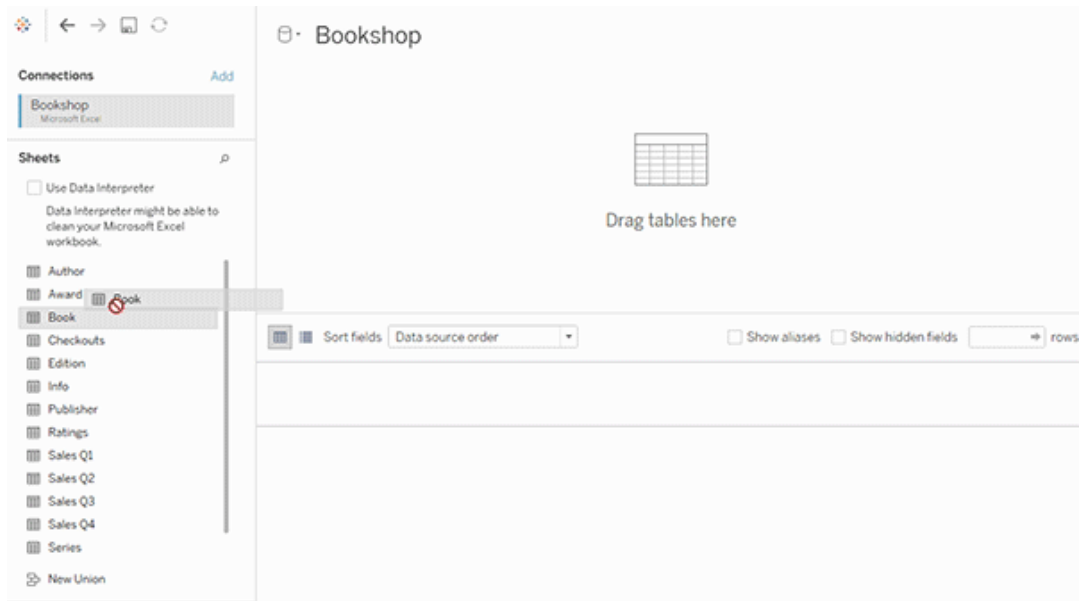 Bookshop
Connections
Add
Bookshop
Microsoft Excel
Sheets
Use Data Interpreter
Data Interpreter might be able to
clean your Microsoft Excel
workbook.
Author
Award
Book
Book
Checkouts
Edition
Info
Publisher
Ratings
Sales Q1
Sales Q2
Sales Q3
Sales Q4
Series
New Union
Drag tables here
Sort fields Data source order Show aliases Show hidden fields rows